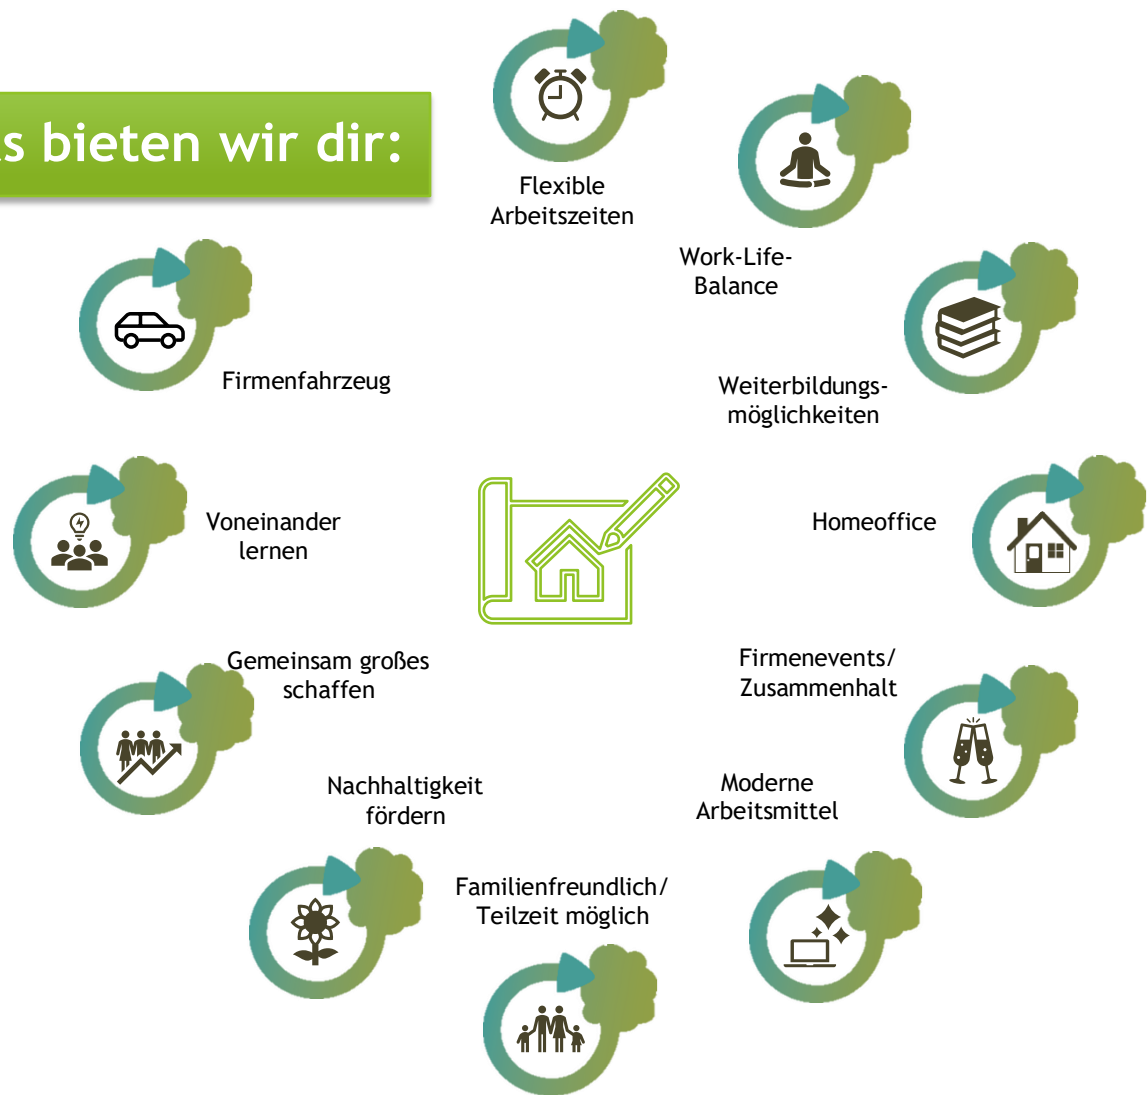 s bieten wir dir:
Flexible
Arbeitszeiten
Work-Life-
Balance
Weiterbildungs-
möglichkeiten
Homeoffice
Firmenevents/
Zusammenhalt
Moderne
Arbeitsmittel
Familienfreundlich/
Teilzeit möglich
Nachhaltigkeit
fördern
Gemeinsam großes
schaffen
Voneinander
lernen
Firmenfahrzeug